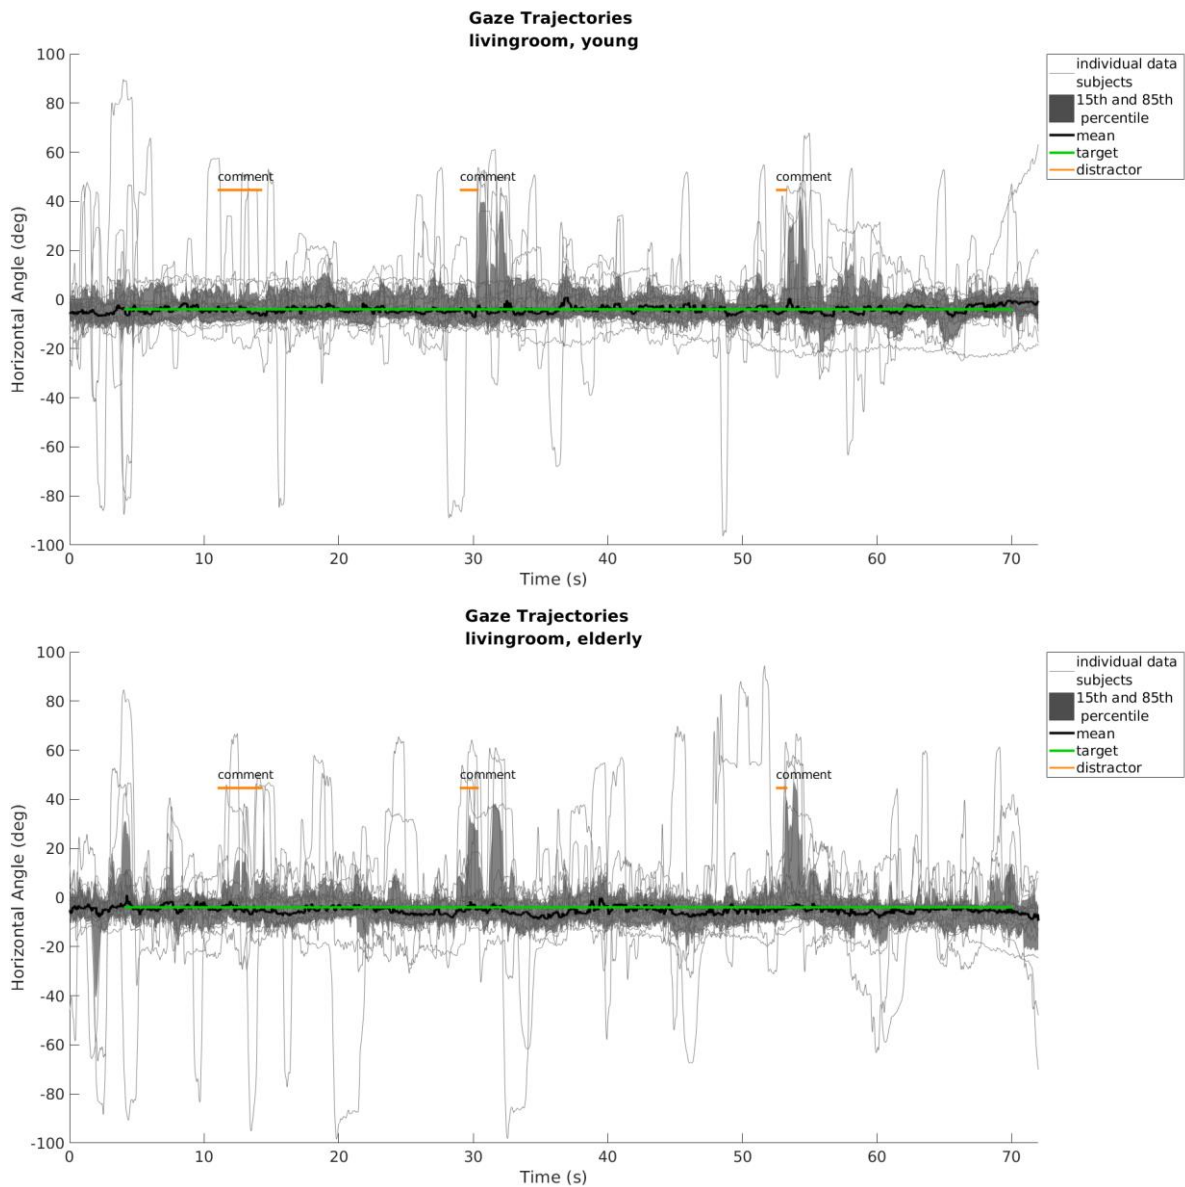 Gaze Trajectories
livingroom, young
100
80
60
40
20
0
-20
-40
-60
-80
-100
Horizontal Angle (deg)
comment
comment
comment
0
10
20
30
40
50
60
70
Time (s)
individual data
subjects
15th and 85th
percentile
mean
target
distractor
Gaze Trajectories
livingroom, elderly
100
80
60
40
20
0
-20
-40
-60
-80
-100
Horizontal Angle (deg)
comment
comment
comment
0
10
20
30
40
50
60
70
Time (s)
individual data
subjects
15th and 85th
percentile
mean
target
distractor